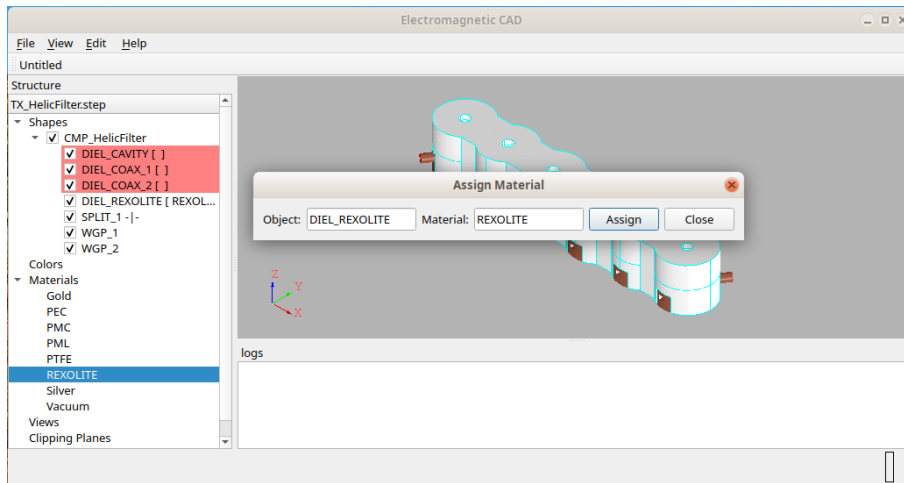 Electromagnetic CAD
File View Edit Help
Untitled
Structure
TX_HelicFilter.step
Shapes
CMP_HelicFilter
DIEL_CAVITY [ ]
DIEL_COAX_1 [ ]
DIEL_COAX_2 [ ]
DIEL_REXOLITE [ REXOL...
SPLIT_1 -|-
WGP_1
WGP_2
Colors
Materials
Gold
PEC
PMC
PML
PTFE
REXOLITE
Silver
Vacuum
Views
Clipping Planes
Assign Material
Object: DIEL_REXOLITE Material: REXOLITE Assign Close
Z
Y
X
logs